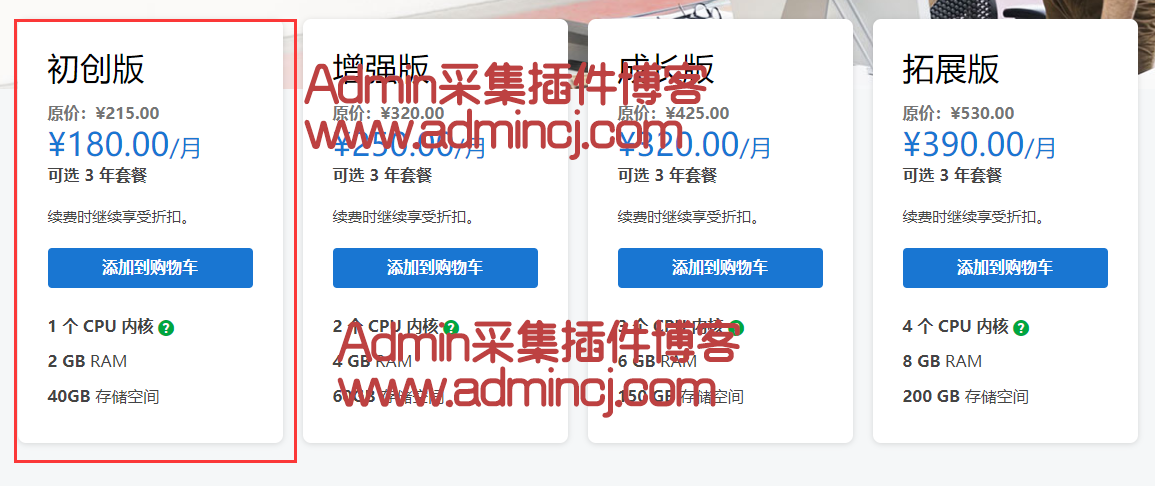 初创版
原价：¥215.00
¥180.00/月
可选 3 年套餐
续费时继续享受折扣。
添加到购物车
1 个 CPU 内核 ?
2 GB RAM
40GB 存储空间
增强版
原价：¥320.00
¥250.00/月
可选 3 年套餐
续费时继续享受折扣。
添加到购物车
2 个 CPU 内核 ?
4 GB RAM
60GB 存储空间
成长版
原价：¥425.00
¥320.00/月
可选 3 年套餐
续费时继续享受折扣。
添加到购物车
3 个 CPU 内核 ?
6 GB RAM
150 GB 存储空间
拓展版
原价：¥530.00
¥390.00/月
可选 3 年套餐
续费时继续享受折扣。
添加到购物车
4 个 CPU 内核 ?
8 GB RAM
200 GB 存储空间
Admin采集插件博客
www.admincj.com
Admin采集插件博客
www.admincj.com